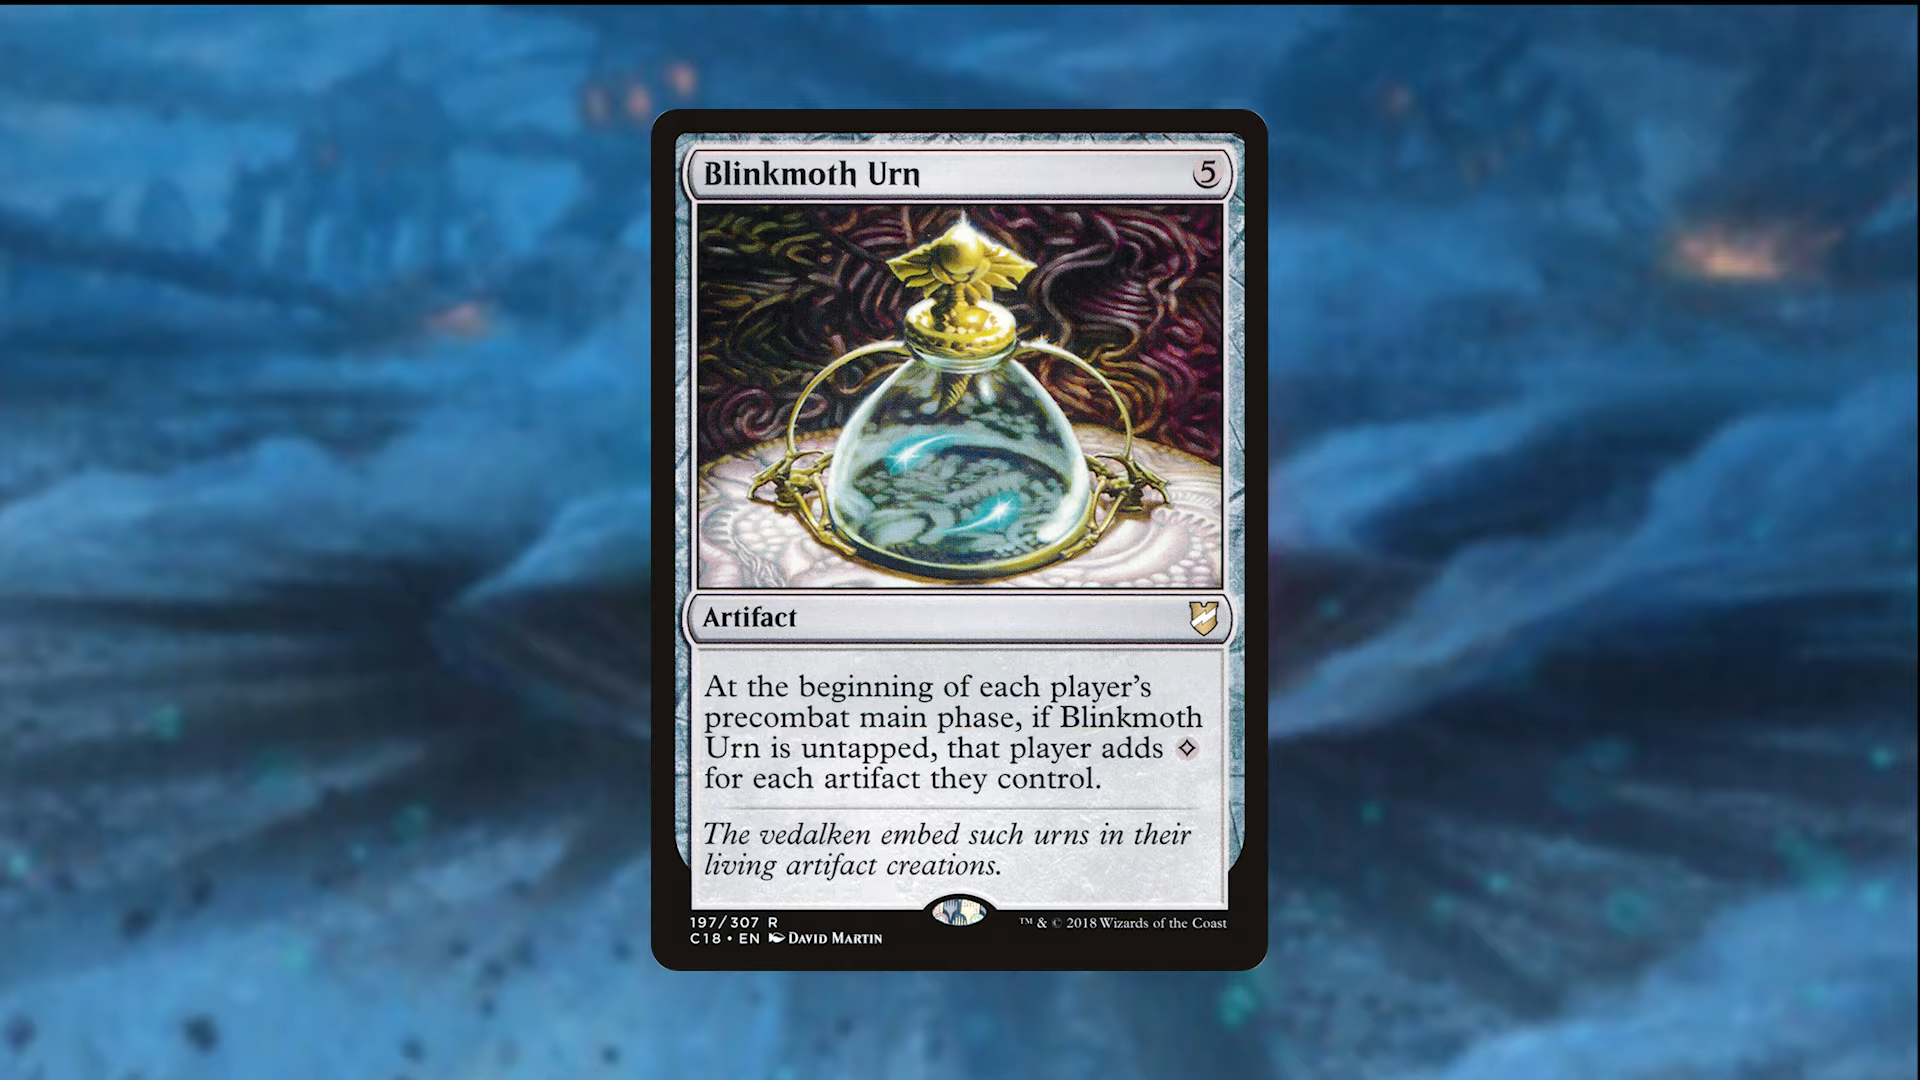 Blinkmoth Urn 5
Artifact
At the beginning of each player's
precombat main phase, if Blinkmoth
Urn is untapped, that player adds ◇
for each artifact they control.
The vedalken embed such urns in their
living artifact creations.
197/307 R
C18 • EN DAVID MARTIN
™ & © 2018 Wizards of the Coast